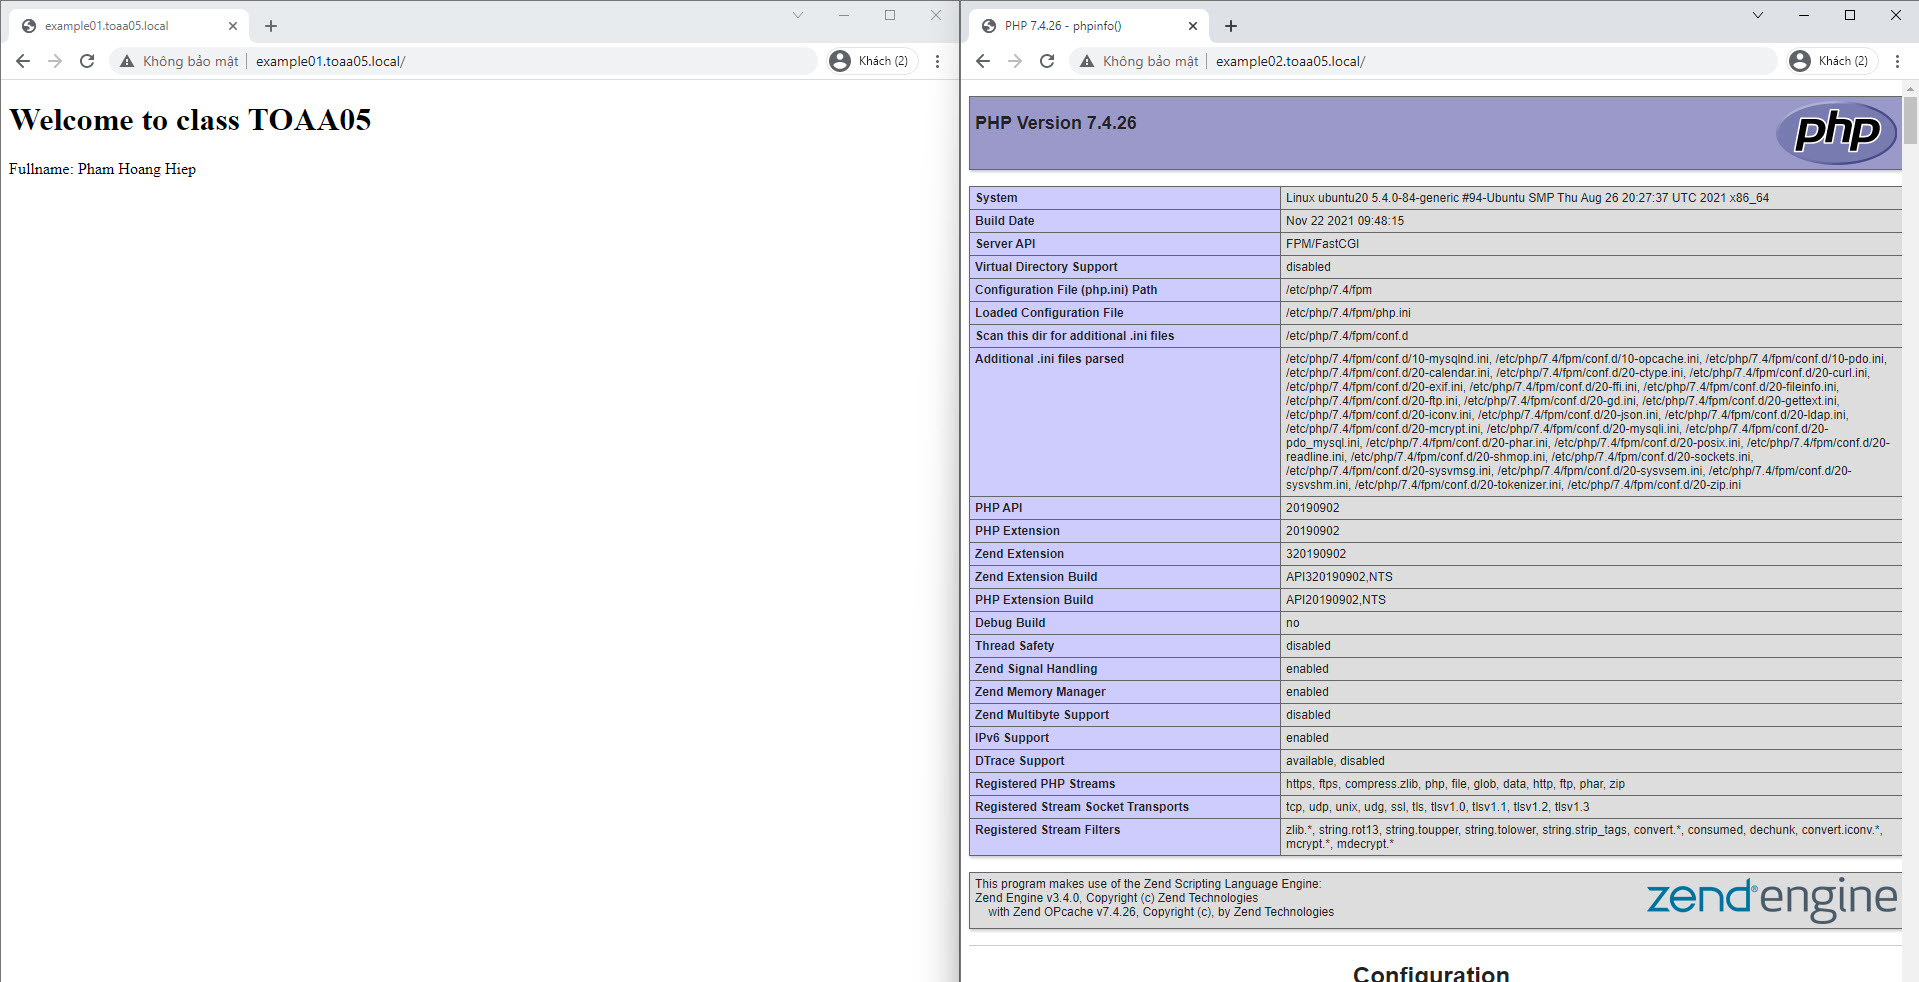 example01.toaa05.local
Không bảo mật
example01.toaa05.local/
Khách (2)
Welcome to class TOAA05
Fullname: Pham Hoang Hiep
PHP 7.4.26 - phpinfo()
Không bảo mật
example02.toaa05.local/
Khách (2)
PHP Version 7.4.26
php
System Linux ubuntu20 5.4.0-84-generic #94-Ubuntu SMP Thu Aug 26 20:27:37 UTC 2021 x86_64
Build Date Nov 22 2021 09:48:15
Server API FPM/FastCGI
Virtual Directory Support disabled
Configuration File (php.ini) Path /etc/php/7.4/fpm
Loaded Configuration File /etc/php/7.4/fpm/php.ini
Scan this dir for additional .ini files /etc/php/7.4/fpm/conf.d
Additional .ini files parsed /etc/php/7.4/fpm/conf.d/10-mysqlnd.ini, /etc/php/7.4/fpm/conf.d/10-opcache.ini, /etc/php/7.4/fpm/conf.d/10-pdo.ini,
/etc/php/7.4/fpm/conf.d/20-calendar.ini, /etc/php/7.4/fpm/conf.d/20-ctype.ini, /etc/php/7.4/fpm/conf.d/20-curl.ini,
/etc/php/7.4/fpm/conf.d/20-exif.ini, /etc/php/7.4/fpm/conf.d/20-ffi.ini, /etc/php/7.4/fpm/conf.d/20-fileinfo.ini,
/etc/php/7.4/fpm/conf.d/20-ftp.ini, /etc/php/7.4/fpm/conf.d/20-gd.ini, /etc/php/7.4/fpm/conf.d/20-gettext.ini,
/etc/php/7.4/fpm/conf.d/20-iconv.ini, /etc/php/7.4/fpm/conf.d/20-json.ini, /etc/php/7.4/fpm/conf.d/20-ldap.ini,
/etc/php/7.4/fpm/conf.d/20-mcrypt.ini, /etc/php/7.4/fpm/conf.d/20-mysqli.ini, /etc/php/7.4/fpm/conf.d/20-
pdo_mysql.ini, /etc/php/7.4/fpm/conf.d/20-phar.ini, /etc/php/7.4/fpm/conf.d/20-posix.ini, /etc/php/7.4/fpm/conf.d/20-
readline.ini, /etc/php/7.4/fpm/conf.d/20-shmop.ini, /etc/php/7.4/fpm/conf.d/20-sockets.ini,
/etc/php/7.4/fpm/conf.d/20-sysvmsg.ini, /etc/php/7.4/fpm/conf.d/20-sysvsem.ini, /etc/php/7.4/fpm/conf.d/20-
sysvshm.ini, /etc/php/7.4/fpm/conf.d/20-tokenizer.ini, /etc/php/7.4/fpm/conf.d/20-zip.ini
PHP API 20190902
PHP Extension 20190902
Zend Extension 320190902
Zend Extension Build API320190902,NTS
PHP Extension Build API20190902,NTS
Debug Build no
Thread Safety disabled
Zend Signal Handling enabled
Zend Memory Manager enabled
Zend Multibyte Support disabled
IPv6 Support enabled
DTrace Support available, disabled
Registered PHP Streams https, ftps, compress.zlib, php, file, glob, data, http, ftp, phar, zip
Registered Stream Socket Transports tcp, udp, unix, udg, ssl, tls, tlsv1.0, tlsv1.1, tlsv1.2, tlsv1.3
Registered Stream Filters zlib.*, string.rot13, string.toupper, string.tolower, string.strip_tags, convert.*, consumed, dechunk, convert.iconv.*,
mcrypt.*, mdecrypt.*
This program makes use of the Zend Scripting Language Engine:
Zend Engine v3.4.0, Copyright (c) Zend Technologies
with Zend OPcache v7.4.26, Copyright (c), by Zend Technologies
zend® engine
Configuration